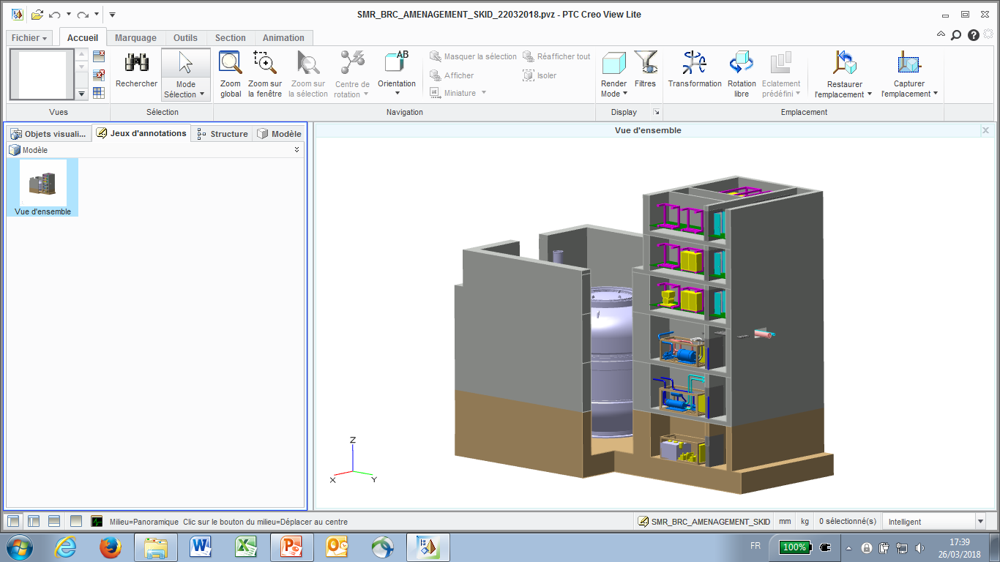 SMR_BRC_AMENAGEMENT_SKID_22032018.pvz - PTC Creo View Lite
Fichier
Accueil
Marquage
Outils
Section
Animation
Rechercher
Mode
Sélection
Zoom
global
Zoom sur
la fenêtre
Zoom sur
la sélection
Centre de
rotation
AB
Orientation
Masquer la sélection
Réafficher tout
Afficher
Isoler
Miniature
Render
Mode
Filtres
Transformation
Rotation
libre
Eclatement
prédéfini
Restaurer
l'emplacement
Capturer
l'emplacement
Vues
Sélection
Navigation
Display
Emplacement
Objets visuali...
Jeux d'annotations
Structure
Modèle
Modèle
Vue d'ensemble
Vue d'ensemble
Z
X
Y
Milieu=Panoramique Clic sur le bouton du milieu=Déplacer au centre
SMR_BRC_AMENAGEMENT_SKID
mm
kg
0 sélectionné(s)
Intelligent
FR
100%
17:39
26/03/2018